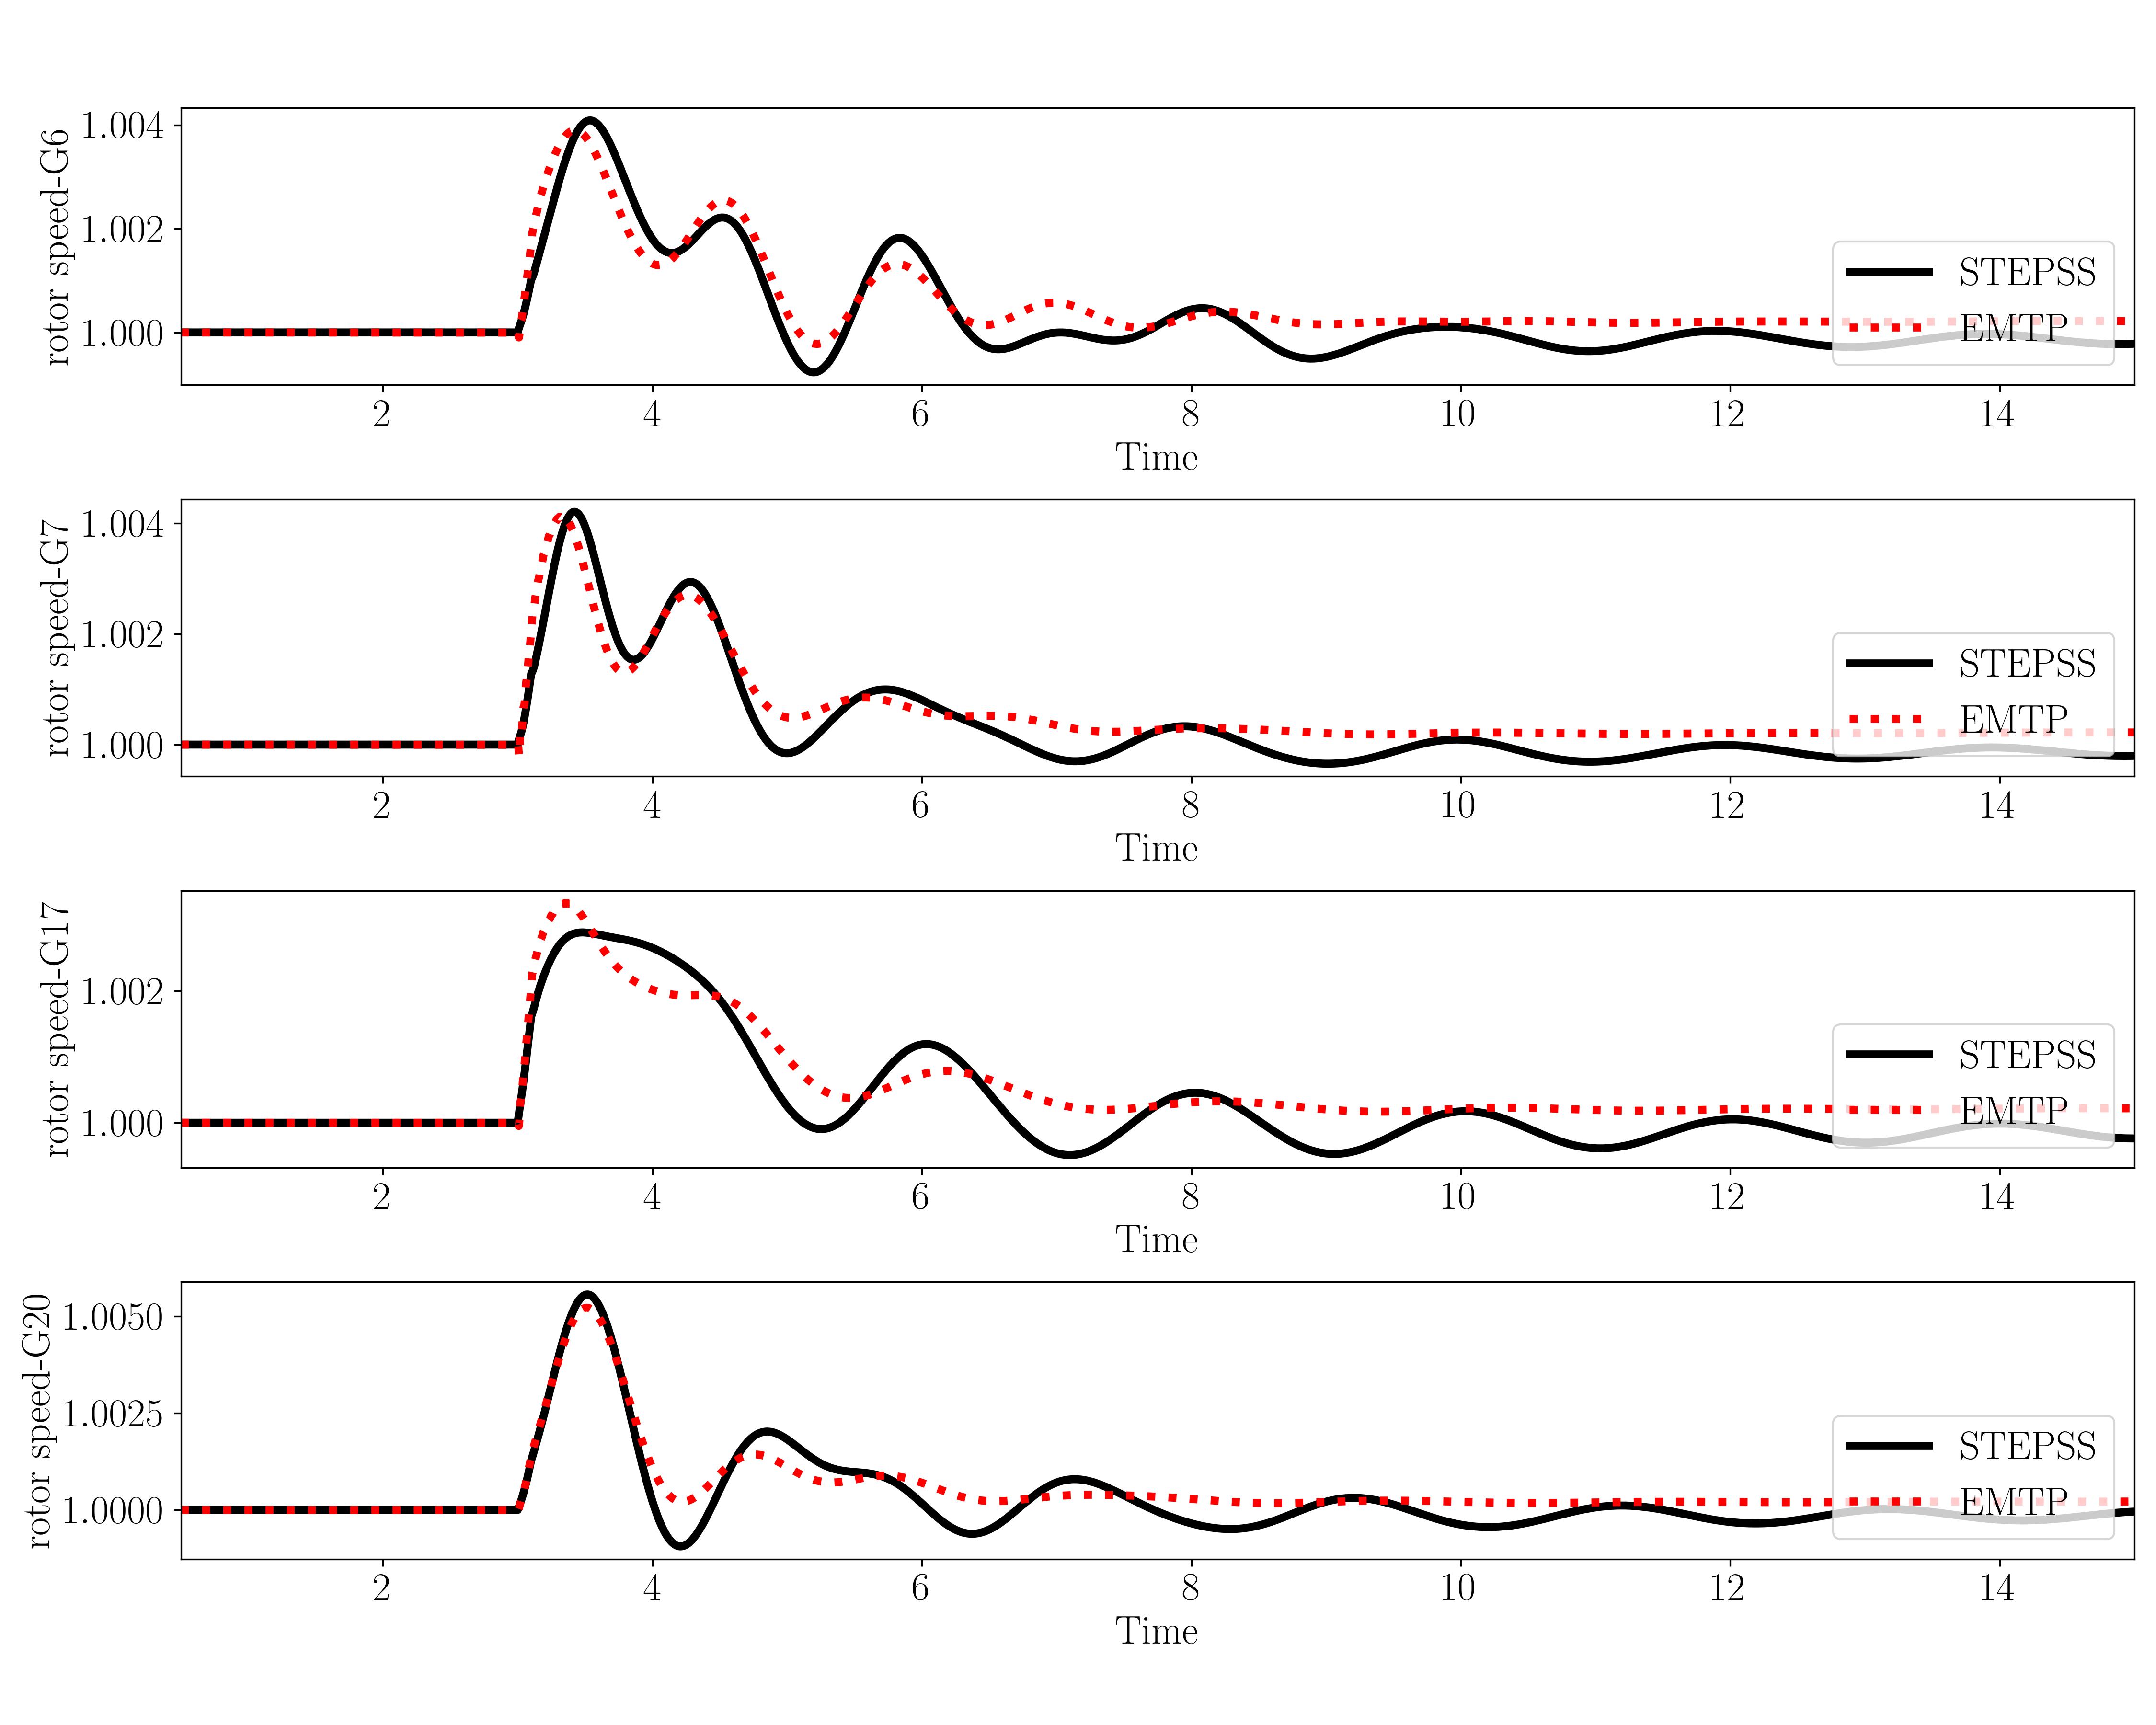 rotor speed-G6
1.004
1.002
1.000
STEPSS
EMTP
2 4 6 8 10 12 14
Time
rotor speed-G7
1.004
1.002
1.000
STEPSS
EMTP
2 4 6 8 10 12 14
Time
rotor speed-G17
1.002
1.000
STEPSS
EMTP
2 4 6 8 10 12 14
Time
rotor speed-G20
1.0050
1.0025
1.0000
STEPSS
EMTP
2 4 6 8 10 12 14
Time